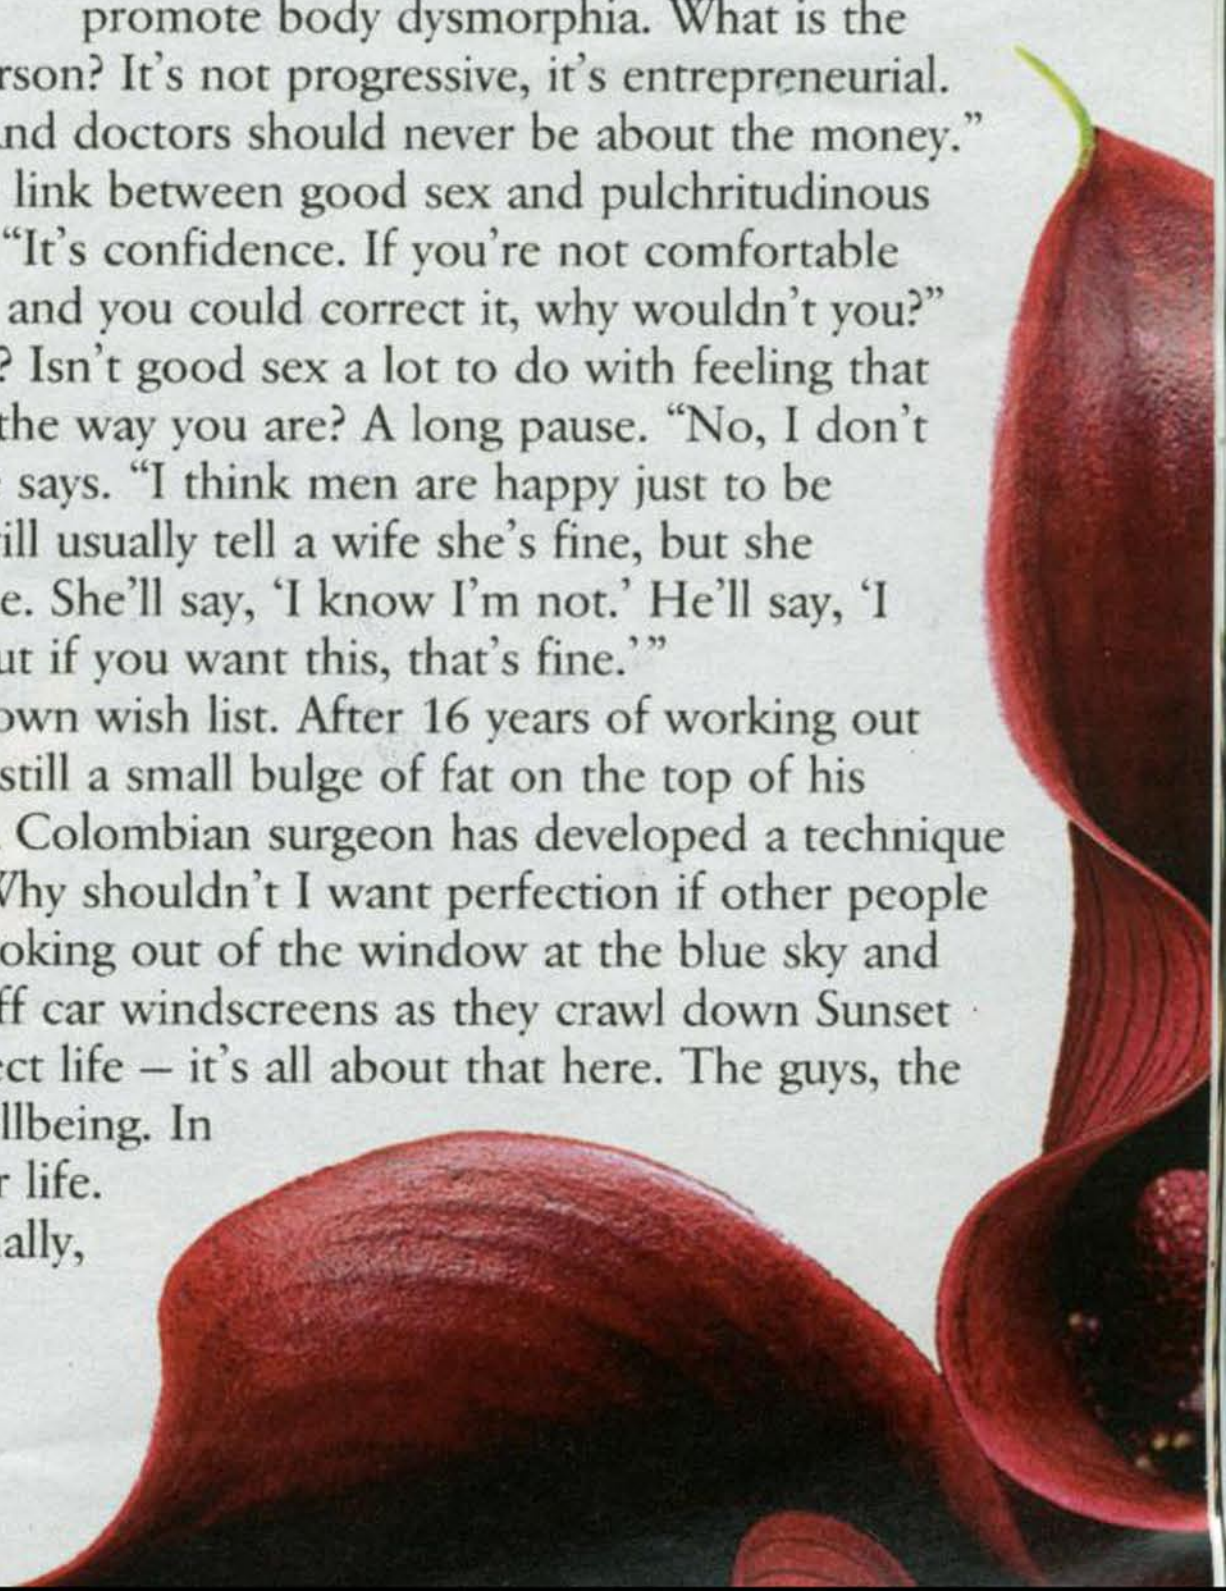 promote body dysmorphia. What is the
rson? It's not progressive, it's entrepreneurial.
nd doctors should never be about the money.”
link between good sex and pulchritudinous
“It's confidence. If you're not comfortable
and you could correct it, why wouldn't you?”
? Isn't good sex a lot to do with feeling that
the way you are? A long pause. “No, I don't
says. “I think men are happy just to be
ill usually tell a wife she's fine, but she
e. She'll say, ‘I know I'm not.’ He'll say, ‘I
ut if you want this, that's fine.’”
own wish list. After 16 years of working out
still a small bulge of fat on the top of his
Colombian surgeon has developed a technique
Why shouldn't I want perfection if other people
oking out of the window at the blue sky and
ff car windscreens as they crawl down Sunset
ect life – it's all about that here. The guys, the
llbeing. In
r life.
ally,